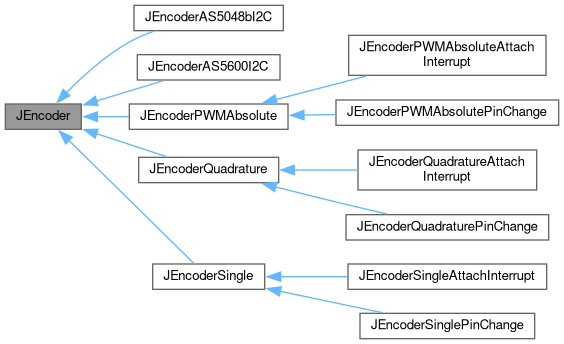 JEncoder
JEncoderAS5048bI2C
JEncoderAS5600I2C
JEncoderPWMAbsolute
JEncoderQuadrature
JEncoderSingle
JEncoderPWMAbsoluteAttach
Interrupt
JEncoderPWMAbsolutePinChange
JEncoderQuadratureAttach
Interrupt
JEncoderQuadraturePinChange
JEncoderSingleAttachInterrupt
JEncoderSinglePinChange